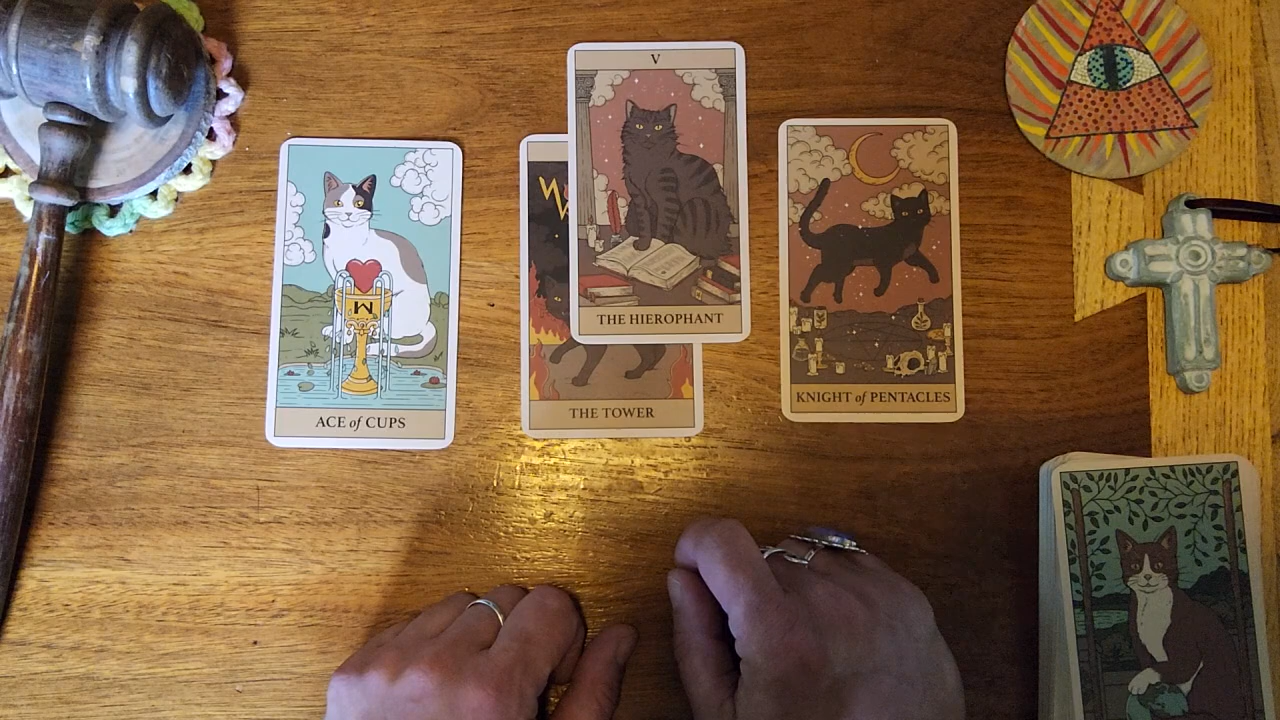 M
ACE of CUPS
V
THE HIEROPHANT
THE TOWER
KNIGHT of PENTACLES